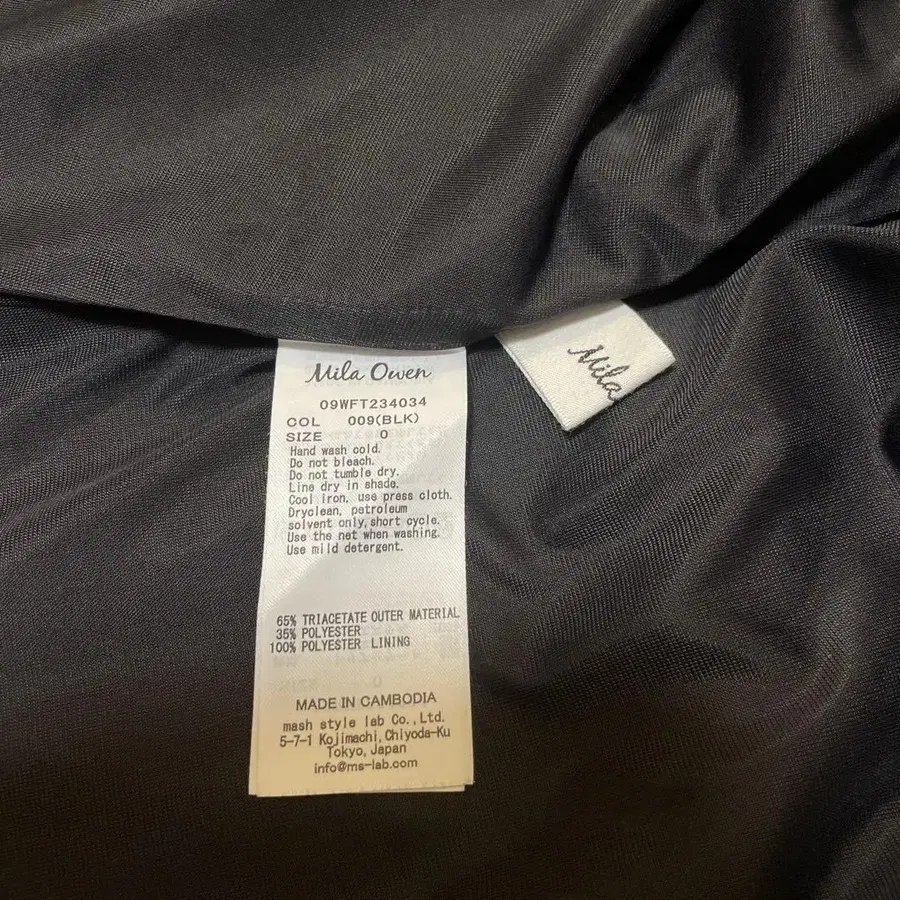 Mila Owen
09WFT234034
COL 009(BLK)
SIZE 0
Hand wash cold.
Do not bleach.
Do not tumble dry.
Line dry in shade.
Cool iron, use press cloth.
Dryclean, petroleum
solvent only, short cycle.
Use the net when washing.
Use mild detergent.
65% TRIACETATE OUTER MATERIAL
35% POLYESTER
100% POLYESTER LINING
MADE IN CAMBODIA
mash style lab Co., Ltd.
5-7-1 Kojimachi, Chiyoda-Ku
Tokyo, Japan
info@ms-lab.com
Mila